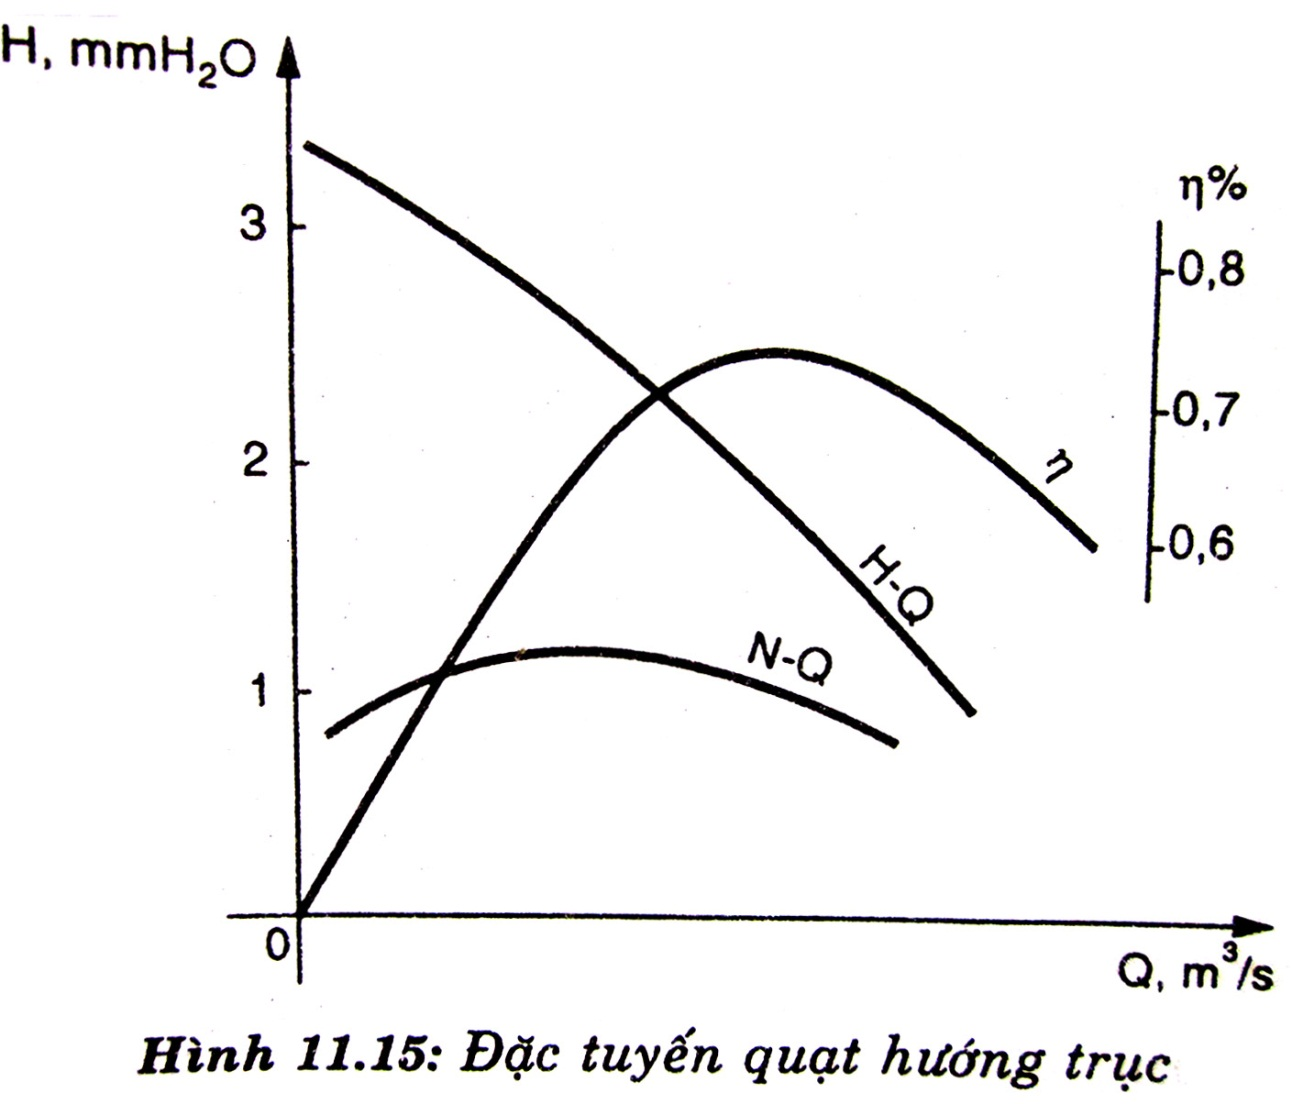 H, mmH₂O
η%
3
0,8
0,7
2
η
0,6
H-Q
N-Q
1
0
Q, m³/s
Hình 11.15: Đặc tuyến quạt hướng trục